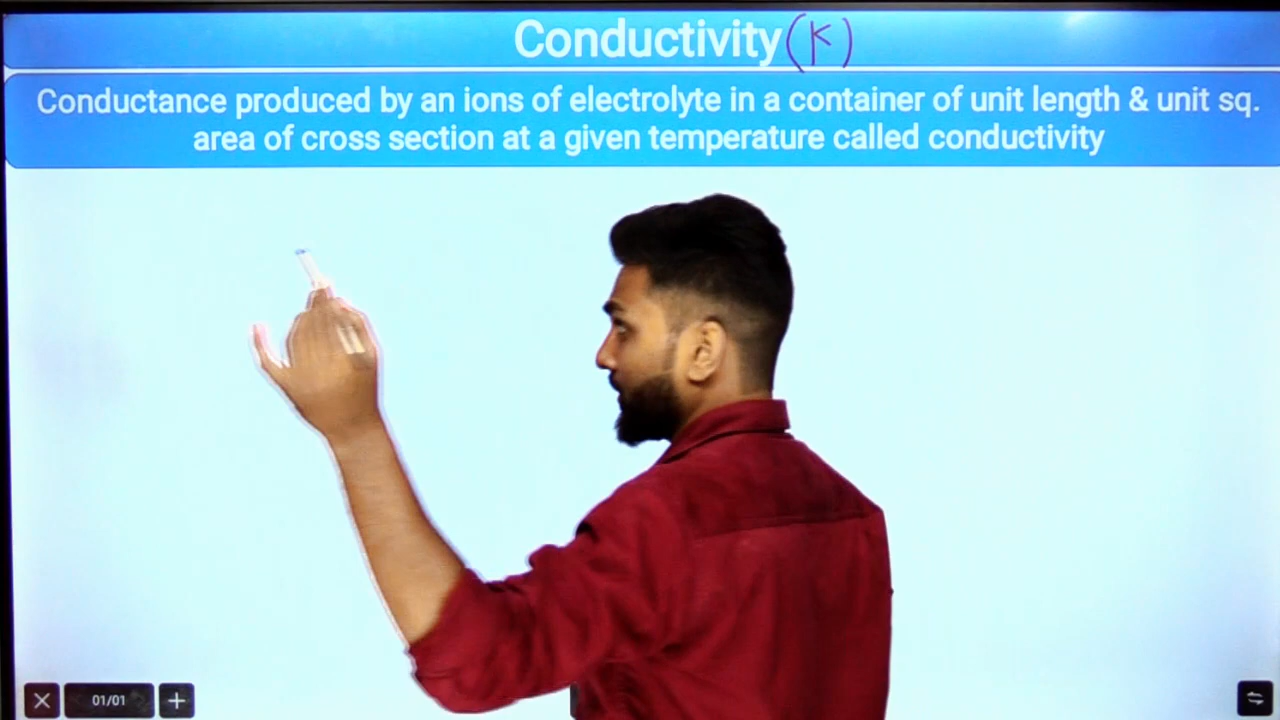 Conductivity (K)
Conductance produced by an ions of electrolyte in a container of unit length & unit sq.
area of cross section at a given temperature called conductivity
01/01